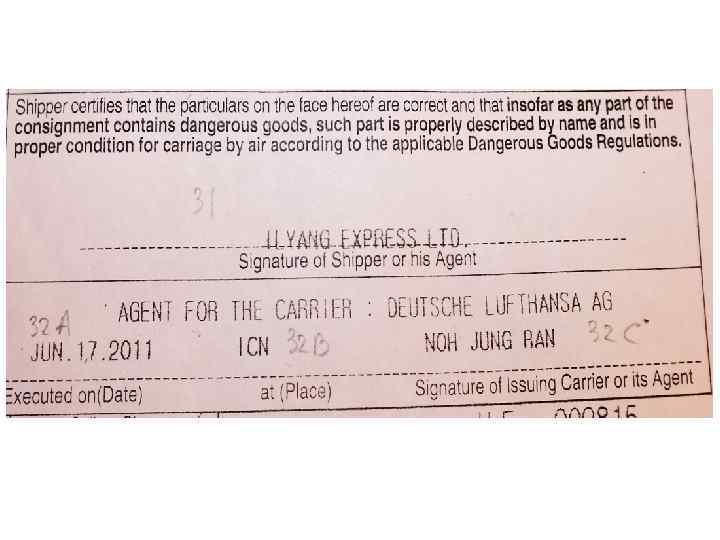 Shipper certifies that the particulars on the face hereof are correct and that insofar as any part of the
consignment contains dangerous goods, such part is properly described by name and is in
proper condition for carriage by air according to the applicable Dangerous Goods Regulations.
31
ILYANG EXPRESS LTD.
Signature of Shipper or his Agent
AGENT FOR THE CARRIER : DEUTSCHE LUFTHANSA AG
32A
JUN. 17. 2011 ICN 32B NOH JUNG RAN 32C
Executed on(Date) at (Place) Signature of Issuing Carrier or its Agent